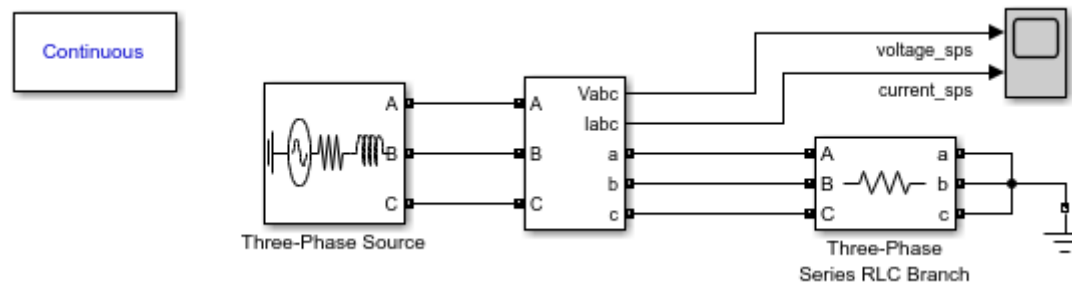 Continuous
voltage_sps
current_sps
A
B
C
Three-Phase Source
A
B
C
Vabc
Iabc
a
b
c
A
B
C
a
b
c
Three-Phase
Series RLC Branch